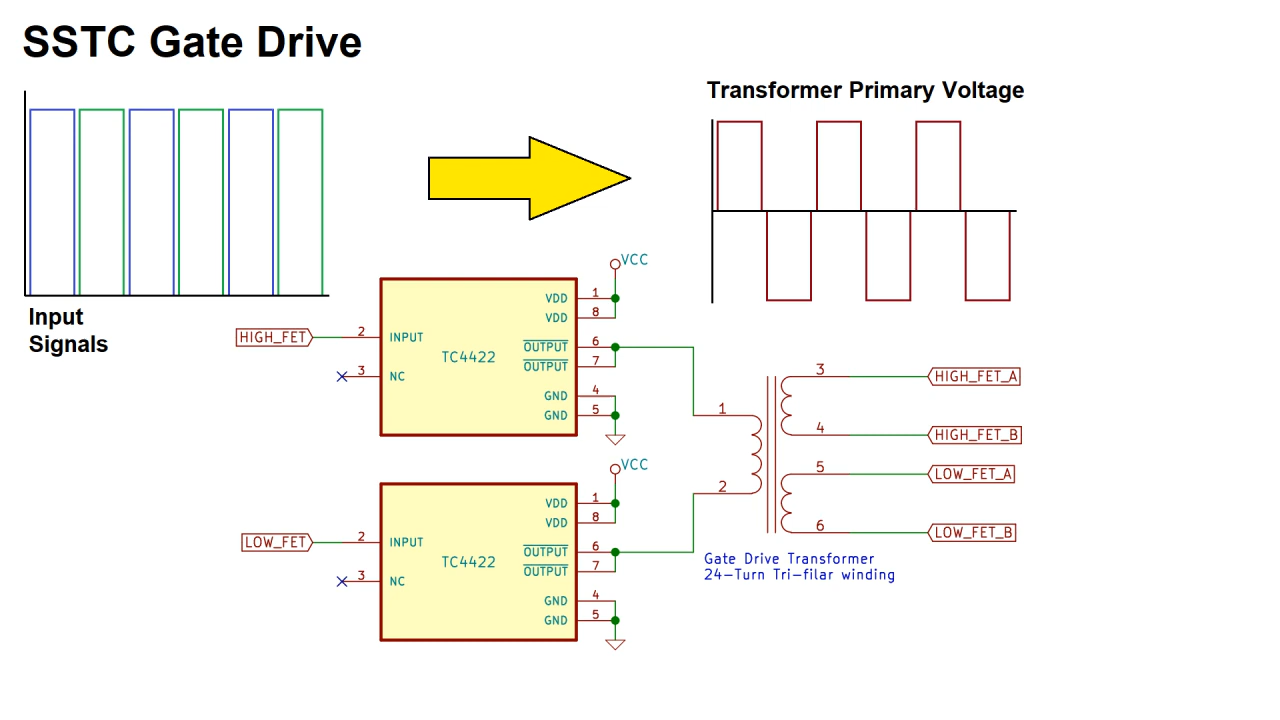 SSTC Gate Drive
Transformer Primary Voltage
Input
Signals
VCC
HIGH_FET
2
INPUT
3
NC
TC4422
VDD
1
VDD
8
OUTPUT
6
OUTPUT
7
GND
4
GND
5
VCC
LOW_FET
2
INPUT
3
NC
TC4422
VDD
1
VDD
8
OUTPUT
6
OUTPUT
7
GND
4
GND
5
1
2
3
HIGH_FET_A
4
HIGH_FET_B
5
LOW_FET_A
6
LOW_FET_B
Gate Drive Transformer
24-Turn Tri-filar winding